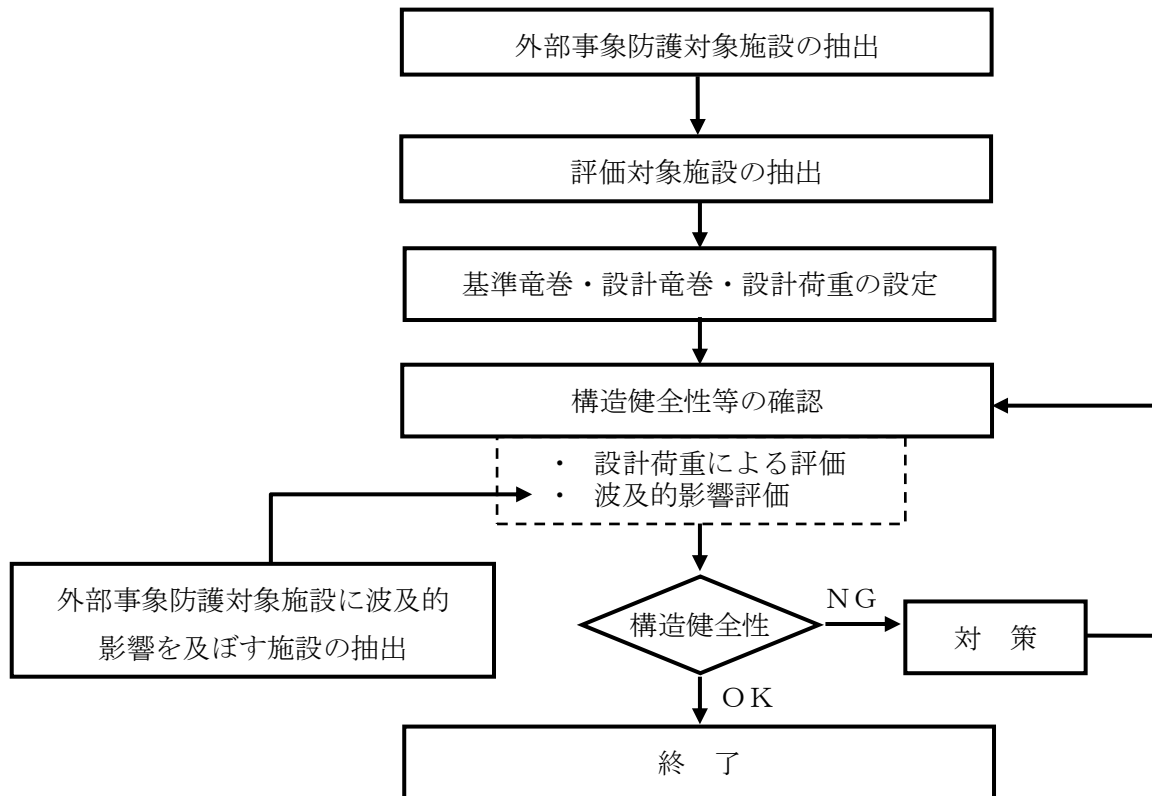 外部事象防護対象施設の抽出
評価対象施設の抽出
基準竜巻・設計竜巻・設計荷重の設定
構造健全性等の確認
・ 設計荷重による評価
・ 波及的影響評価
外部事象防護対象施設に波及的
影響を及ぼす施設の抽出
構造健全性
NG
対 策
OK
終 了